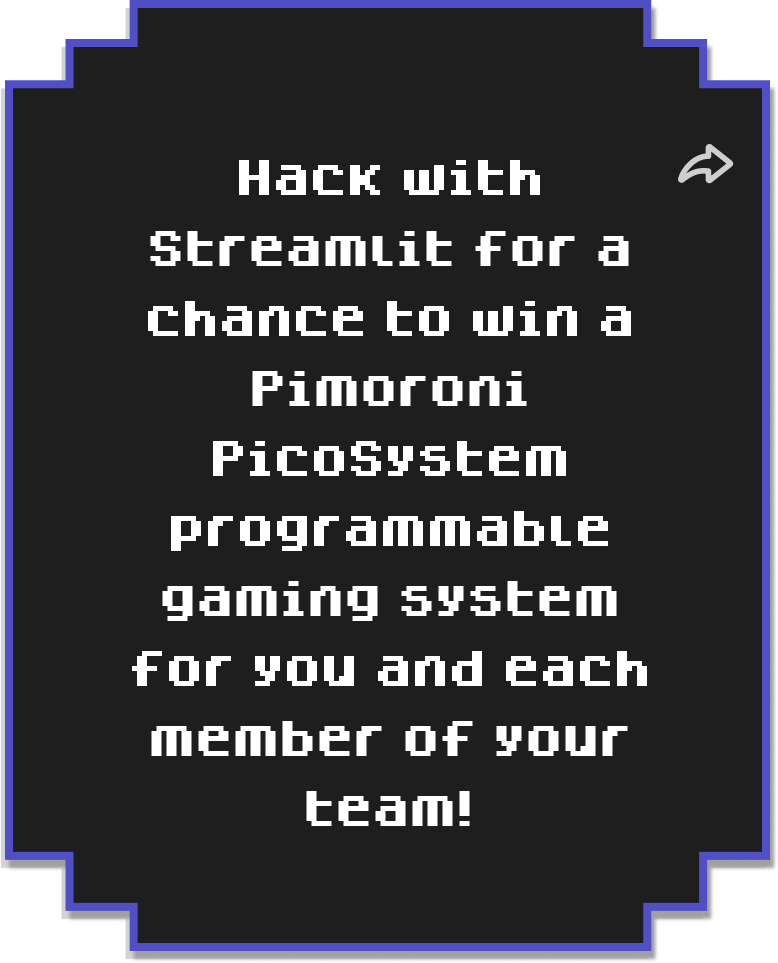 Hack with
Streamlit for a
chance to win a
Pimoroni
PicoSystem
programmable
gaming system
for you and each
member of your
team!